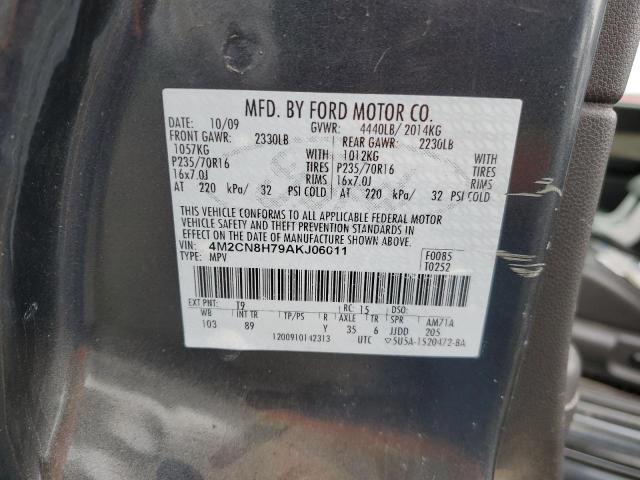 MFD. BY FORD MOTOR CO.
DATE: 10/09 GVWR: 4440LB/ 2014KG
FRONT GAWR: 2330LB REAR GAWR: 2230LB
1057KG WITH 1012KG WITH
P235/70R16 TIRES P235/70R16 TIRES
16x7.0J RIMS 16x7.0J RIMS
AT 220 kPa/ 32 PSI COLD AT 220 kPa/ 32 PSI COLD
THIS VEHICLE CONFORMS TO ALL APPLICABLE FEDERAL MOTOR
VEHICLE SAFETY AND THEFT PREVENTION STANDARDS IN
EFFECT ON THE DATE OF MANUFACTURE SHOWN ABOVE.
VIN: 4M2CN8H79AKJ06011 F0085
TYPE: MPV T0252
EXT PNT: T9 RC: 15 DSO:
WB INT TR TP/PS R AXLE TR SPR AM71A
103 89 Y 35 6 JJDD 205
1200910142313 UTC ▽5U5A-1520472-BA